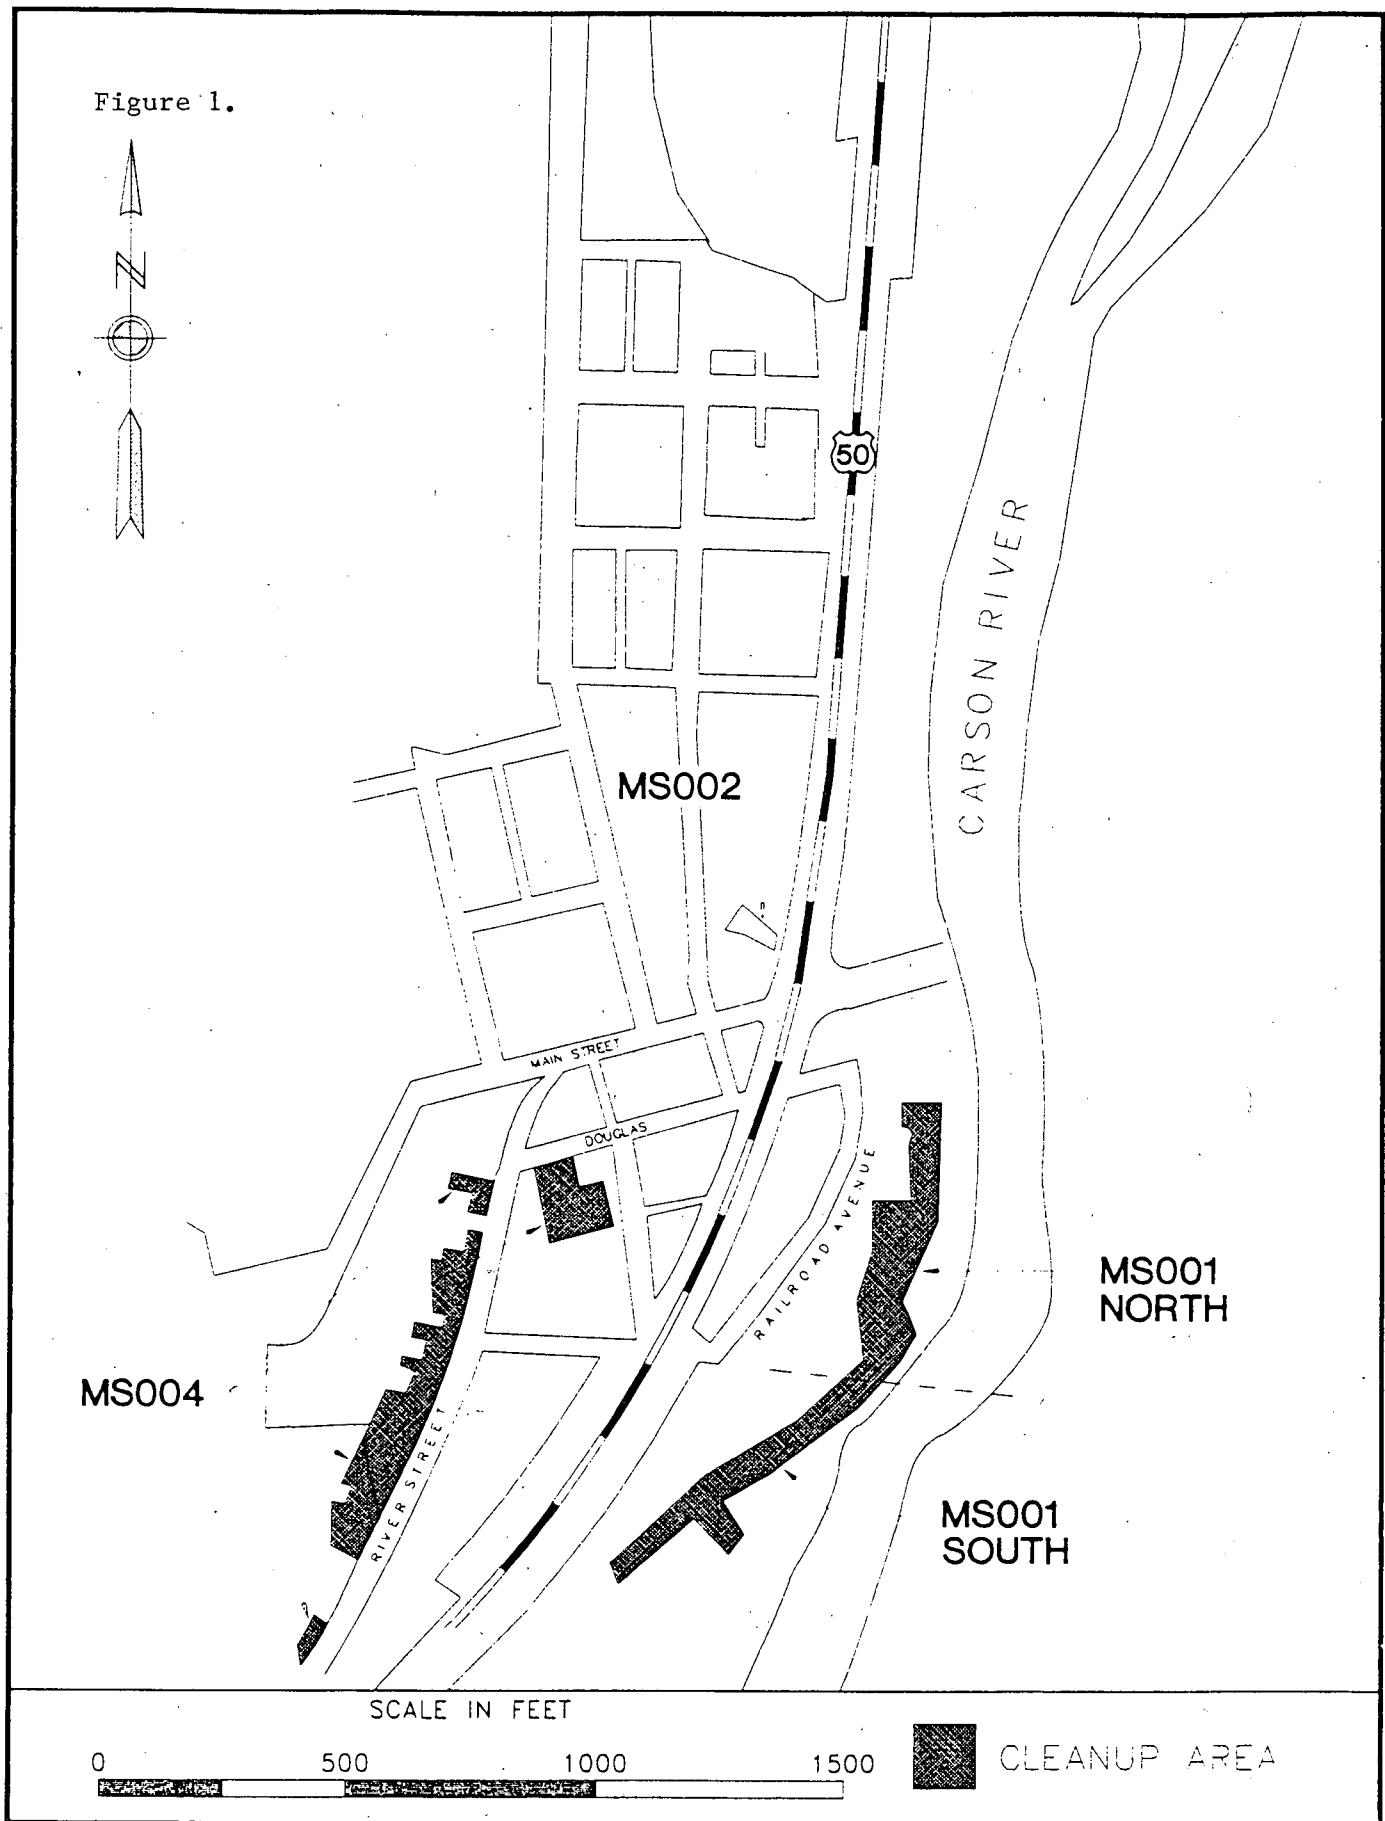 Figure 1.
N
50
CARSON RIVER
MS002
MAIN STREET
DOUGLAS
RAILROAD AVENUE
MS001
NORTH
MS004
RIVER STREET
MS001
SOUTH
SCALE IN FEET
0 500 1000 1500
CLEANUP AREA